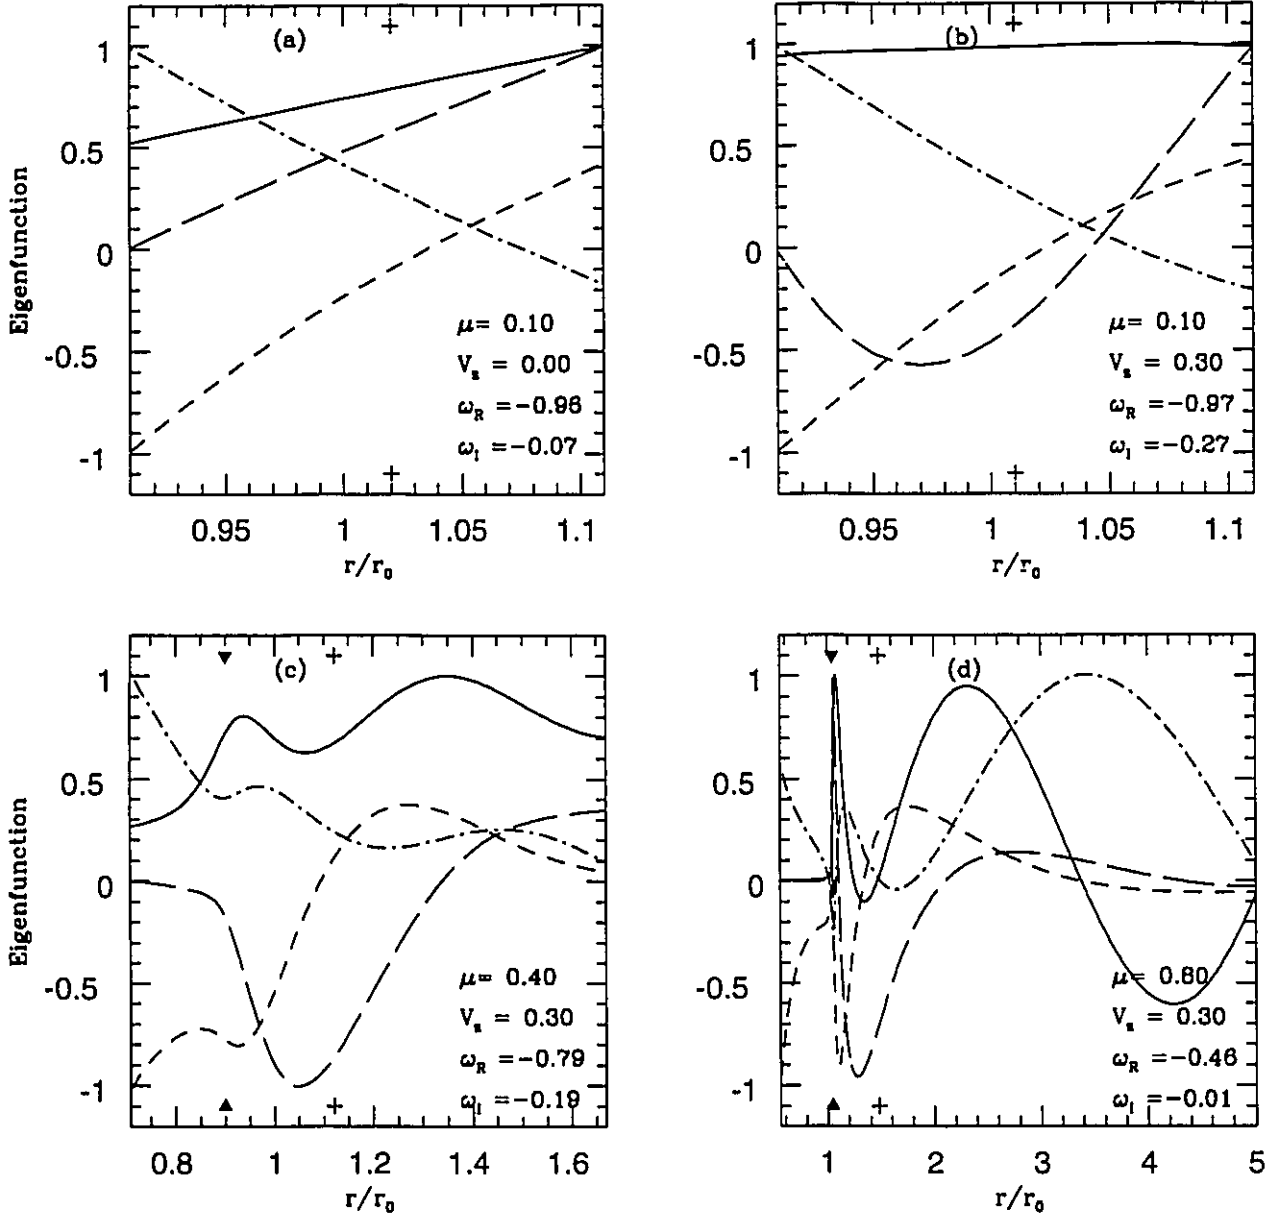 (a)
1
0.5
0
-0.5
-1
Eigenfunction
μ= 0.10
V_z = 0.00
ω_R =-0.96
ω_I =-0.07
0.95 1 1.05 1.1
r/r_0
(b)
1
0.5
0
-0.5
-1
μ= 0.10
V_z = 0.30
ω_R =-0.97
ω_I =-0.27
0.95 1 1.05 1.1
r/r_0
(c)
1
0.5
0
-0.5
-1
Eigenfunction
μ= 0.40
V_z = 0.30
ω_R =-0.79
ω_I =-0.19
0.8 1 1.2 1.4 1.6
r/r_0
(d)
1
0.5
0
-0.5
-1
μ= 0.60
V_z = 0.30
ω_R =-0.46
ω_I =-0.01
1 2 3 4 5
r/r_0